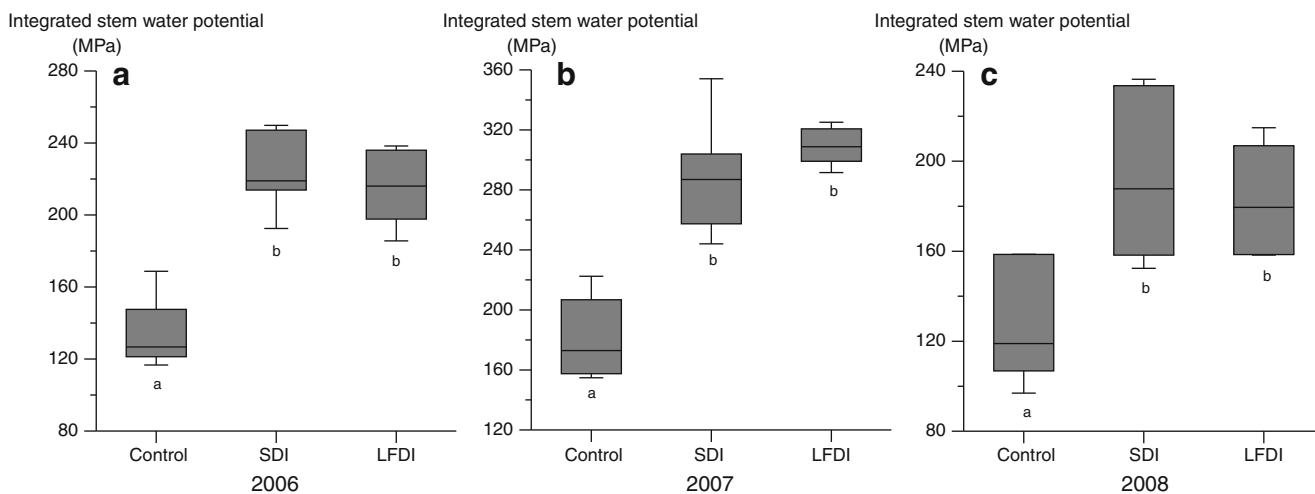 Integrated stem water potential
(MPa)
a
280
240
200
160
120
80
a
b
b
Control SDI LFDI
2006
Integrated stem water potential
(MPa)
b
360
320
280
240
200
160
120
a
b
b
Control SDI LFDI
2007
Integrated stem water potential
(MPa)
c
240
200
160
120
80
a
b
b
Control SDI LFDI
2008